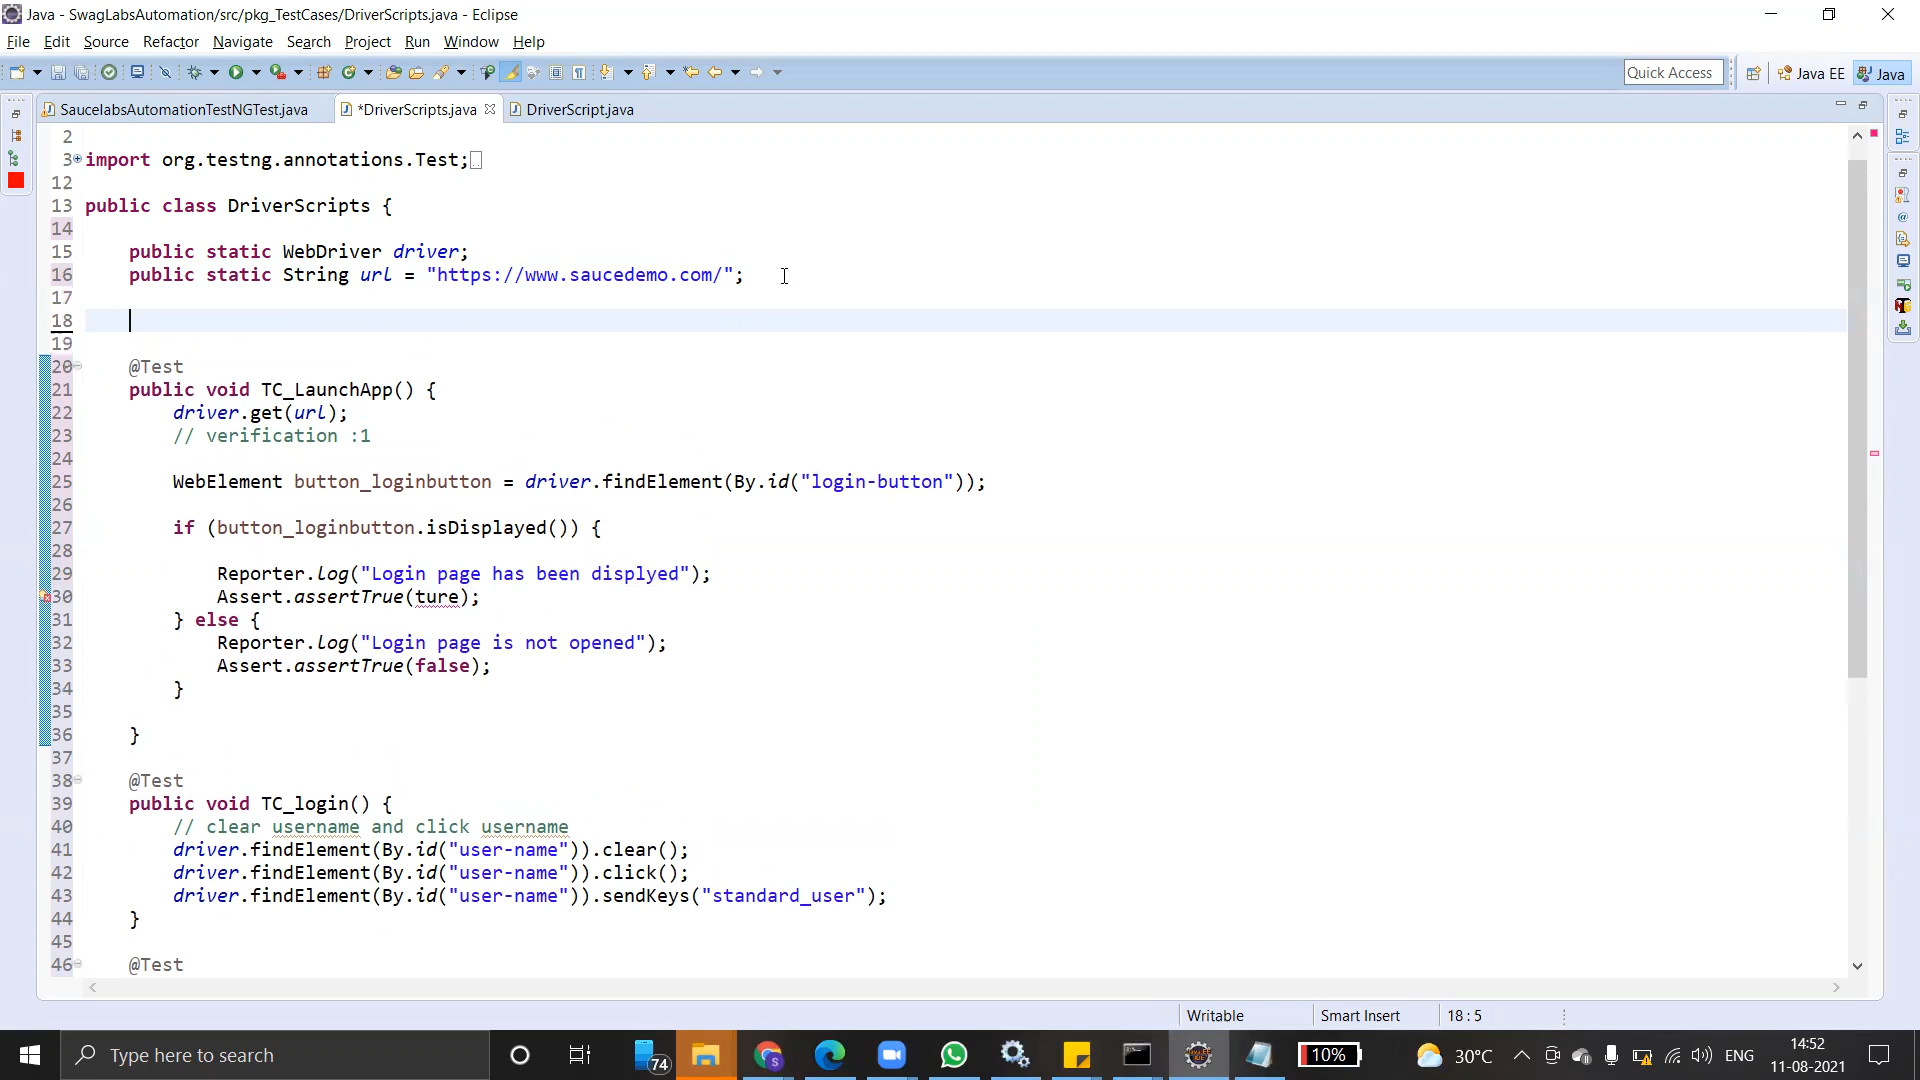 Java - SwagLabsAutomation/src/pkg_TestCases/DriverScripts.java - Eclipse
File Edit Source Refactor Navigate Search Project Run Window Help
Quick Access Java EE Java
SaucelabsAutomationTestNGTest.java *DriverScripts.java DriverScript.java
2
3 import org.testng.annotations.Test;
12
13 public class DriverScripts {
14
15 public static WebDriver driver;
16 public static String url = "https://www.saucedemo.com/";
17
18
19
20 @Test
21 public void TC_LaunchApp() {
22 driver.get(url);
23 // verification :1
24
25 WebElement button_loginbutton = driver.findElement(By.id("login-button"));
26
27 if (button_loginbutton.isDisplayed()) {
28
29 Reporter.log("Login page has been displyed");
30 Assert.assertTrue(ture);
31 } else {
32 Reporter.log("Login page is not opened");
33 Assert.assertTrue(false);
34 }
35
36 }
37
38 @Test
39 public void TC_login() {
40 // clear username and click username
41 driver.findElement(By.id("user-name")).clear();
42 driver.findElement(By.id("user-name")).click();
43 driver.findElement(By.id("user-name")).sendKeys("standard_user");
44 }
45
46 @Test
Writable Smart Insert 18 : 5
Type here to search 74 10% 30°C ENG 14:52
11-08-2021